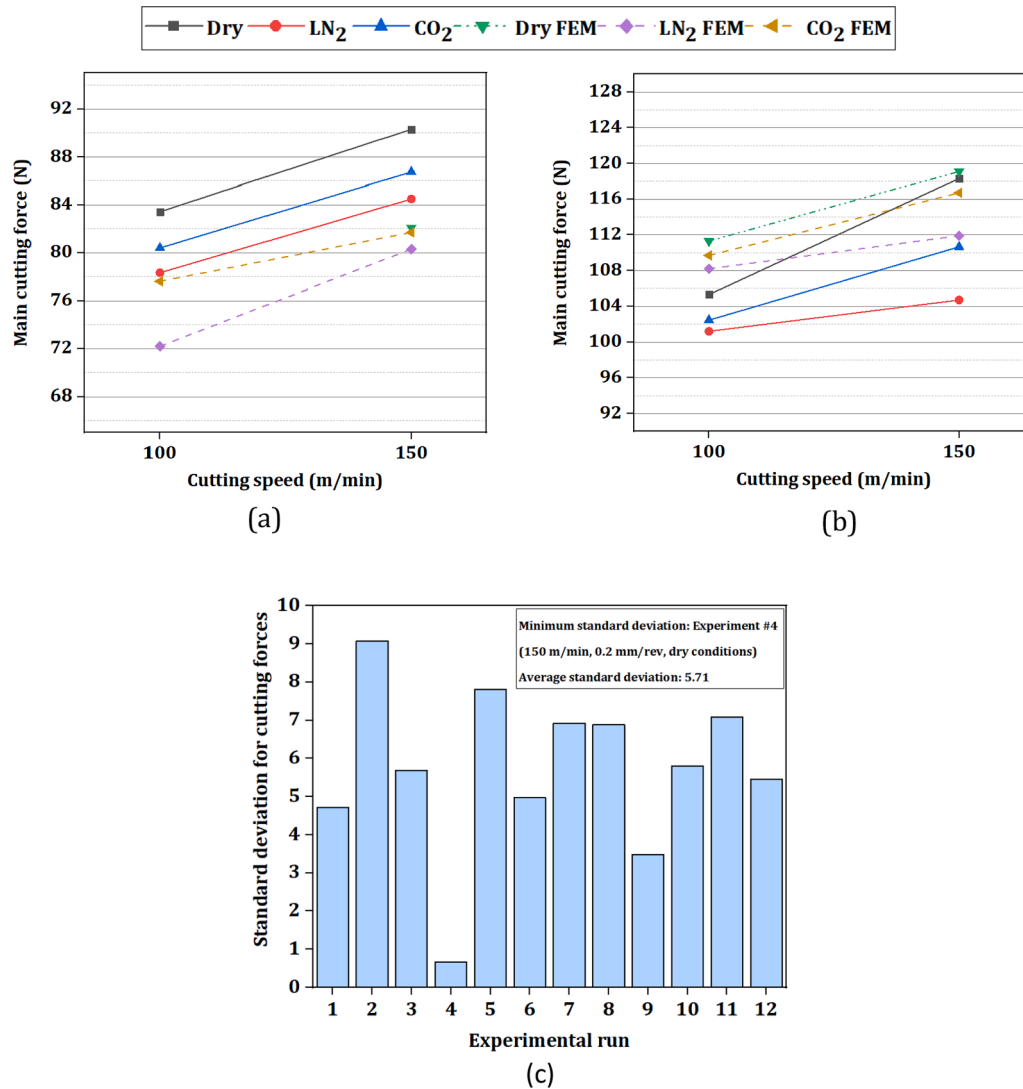 Dry LN2 CO2 Dry FEM LN2 FEM CO2 FEM
92
88
84
80
76
72
68
Main cutting force (N)
100 150
Cutting speed (m/min)
(a)
128
124
120
116
112
108
104
100
96
92
Main cutting force (N)
100 150
Cutting speed (m/min)
(b)
10
9
8
7
6
5
4
3
2
1
0
Standard deviation for cutting forces
Minimum standard deviation: Experiment #4
(150 m/min, 0.2 mm/rev, dry conditions)
Average standard deviation: 5.71
1 2 3 4 5 6 7 8 9 10 11 12
Experimental run
(c)